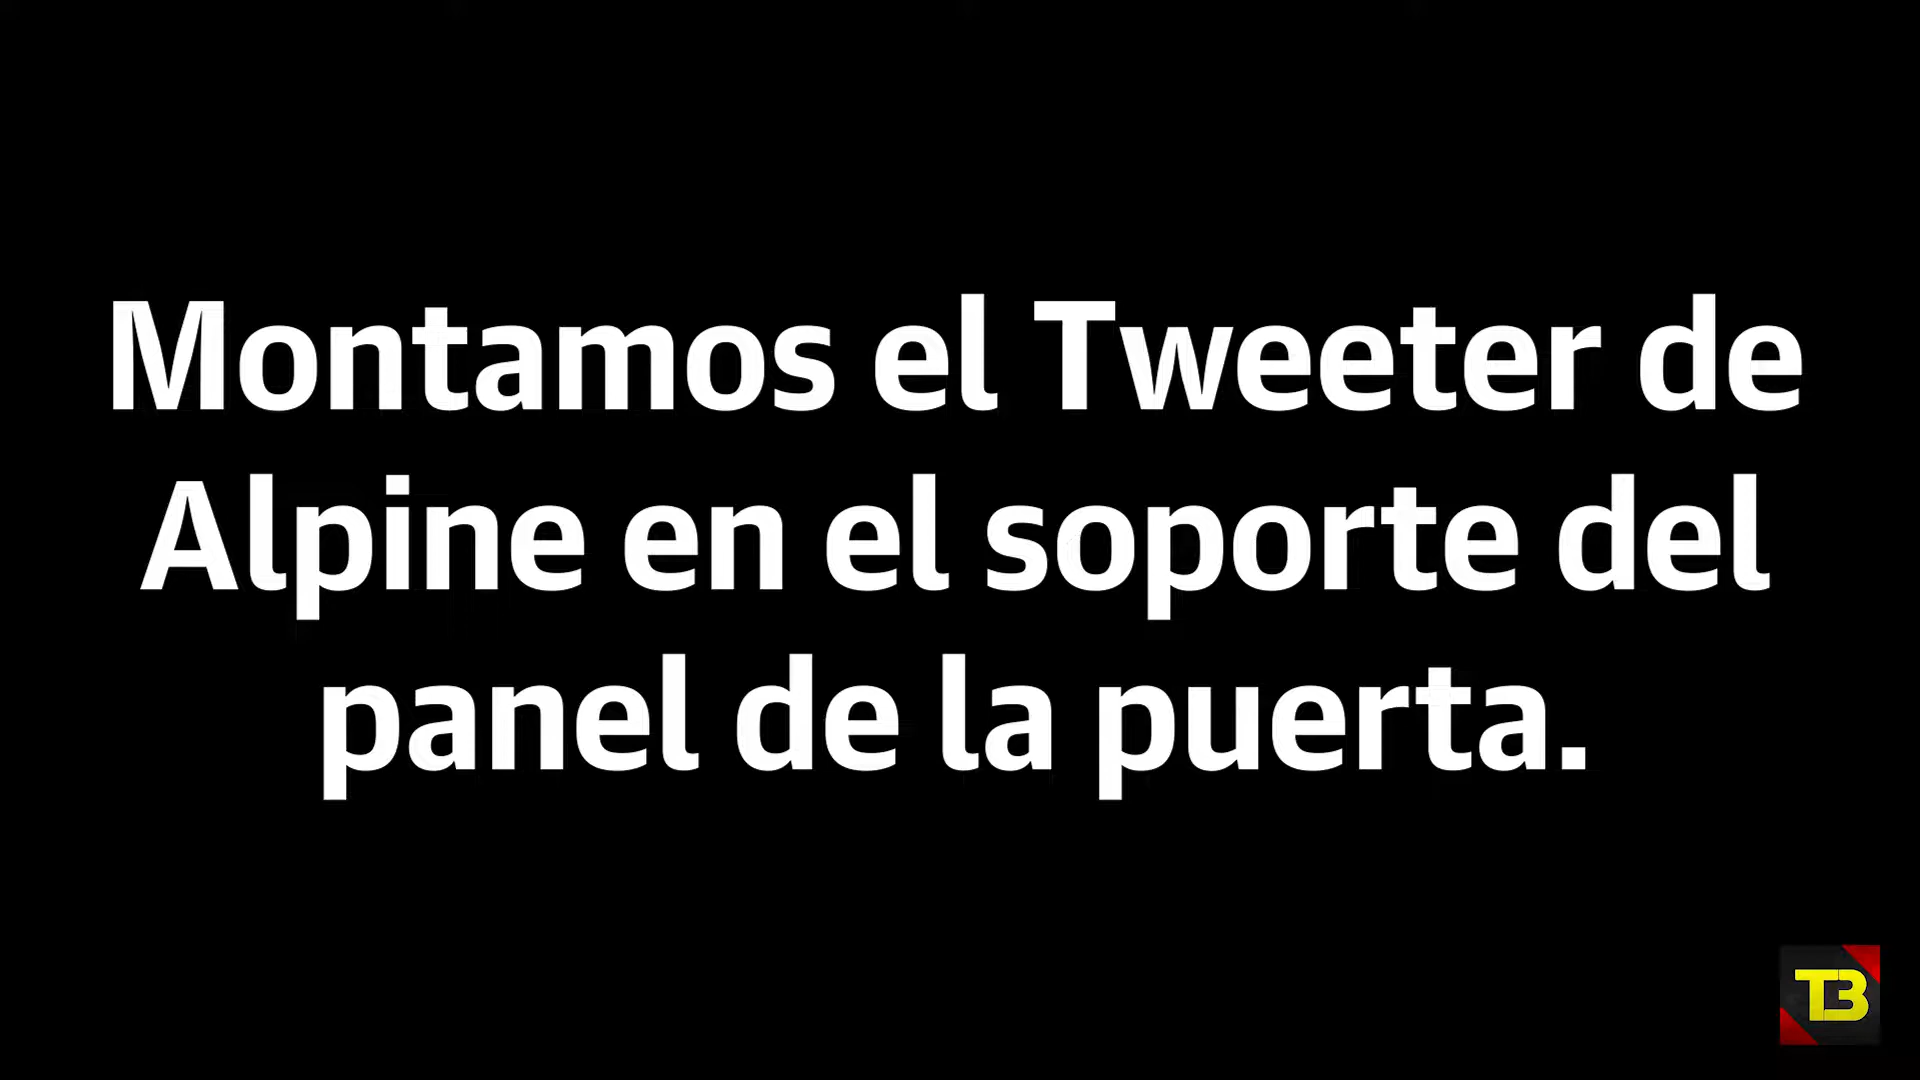 Montamos el Tweeter de
Alpine en el soporte del
panel de la puerta.
TB